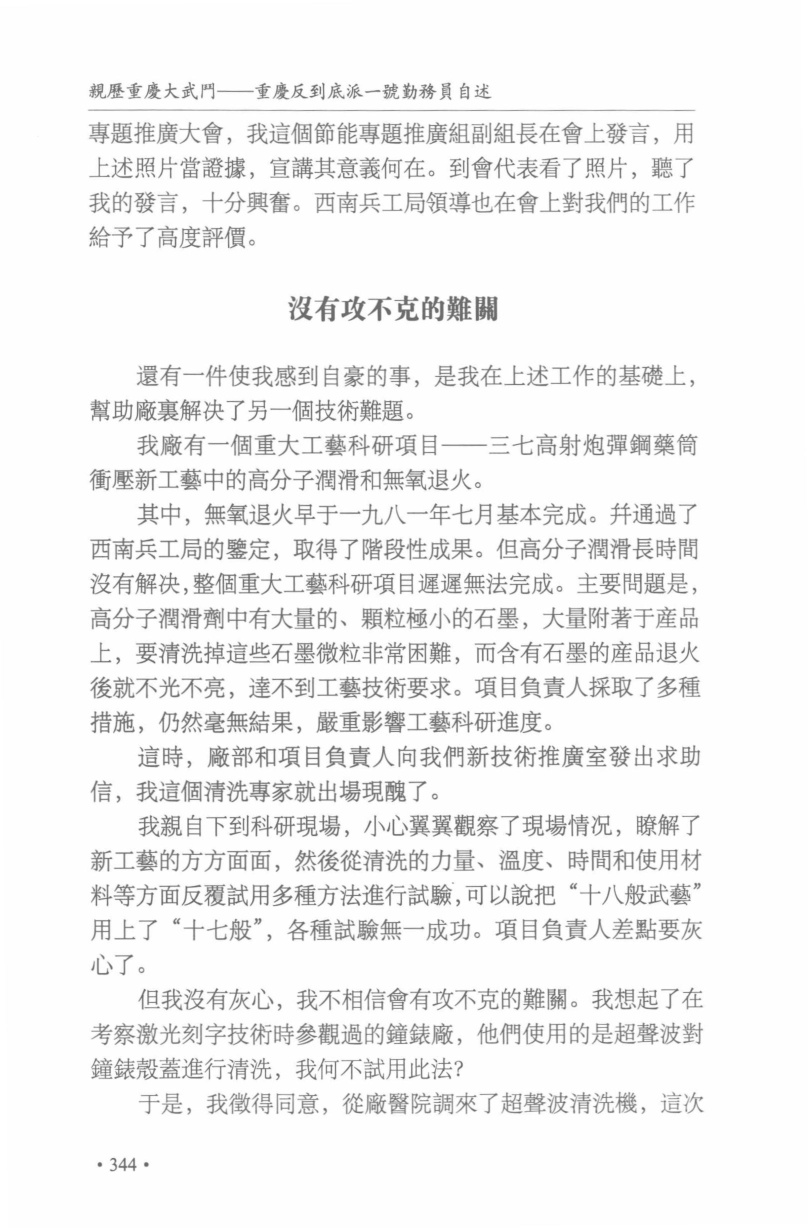 親歷重慶大武鬥——重慶反到底派一號勤務員自述
專題推廣大會，我這個節能專題推廣組副組長在會上發言，用
上述照片當證據，宣講其意義何在。到會代表看了照片，聽了
我的發言，十分興奮。西南兵工局領導也在會上對我們的工作
給予了高度評價。
沒有攻不克的難關
還有一件使我感到自豪的事，是我在上述工作的基礎上，
幫助廠裏解決了另一個技術難題。
我廠有一個重大工藝科研項目——三七高射炮彈鋼藥筒
衝壓新工藝中的高分子潤滑和無氧退火。
其中，無氧退火早于一九八一年七月基本完成。幷通過了
西南兵工局的鑒定，取得了階段性成果。但高分子潤滑長時間
沒有解决，整個重大工藝科研項目遲遲無法完成。主要問題是，
高分子潤滑劑中有大量的、顆粒極小的石墨，大量附著于産品
上，要清洗掉這些石墨微粒非常困難，而含有石墨的産品退火
後就不光不亮，達不到工藝技術要求。項目負責人採取了多種
措施，仍然毫無結果，嚴重影響工藝科研進度。
這時，廠部和項目負責人向我們新技術推廣室發出求助
信，我這個清洗專家就出場現醜了。
我親自下到科研現場，小心翼翼觀察了現場情况，瞭解了
新工藝的方方面面，然後從清洗的力量、溫度、時間和使用材
料等方面反覆試用多種方法進行試驗，可以說把“十八般武藝”
用上了“十七般”，各種試驗無一成功。項目負責人差點要灰
心了。
但我沒有灰心，我不相信會有攻不克的難關。我想起了在
考察激光刻字技術時參觀過的鐘錶廠，他們使用的是超聲波對
鐘錶殼蓋進行清洗，我何不試用此法？
于是，我徵得同意，從廠醫院調來了超聲波清洗機，這次
·344·